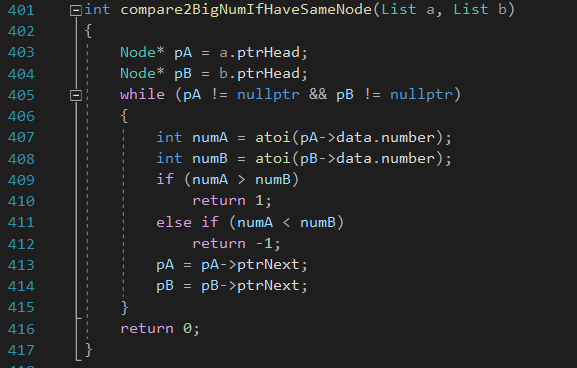 401 int compare2BigNumIfHaveSameNode(List a, List b)
402 {
403 Node* pA = a.ptrHead;
404 Node* pB = b.ptrHead;
405 while (pA != nullptr && pB != nullptr)
406 {
407 int numA = atoi(pA->data.number);
408 int numB = atoi(pB->data.number);
409 if (numA > numB)
410 return 1;
411 else if (numA < numB)
412 return -1;
413 pA = pA->ptrNext;
414 pB = pB->ptrNext;
415 }
416 return 0;
417 }
418